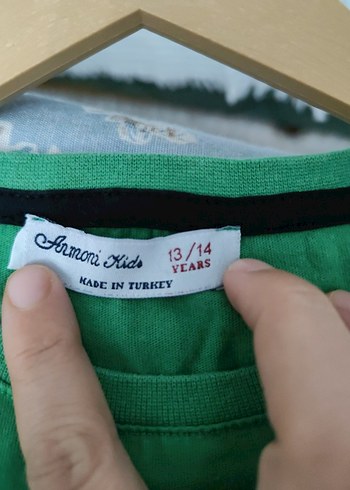 Armoni Kids
13/14
YEARS
MADE IN TURKEY